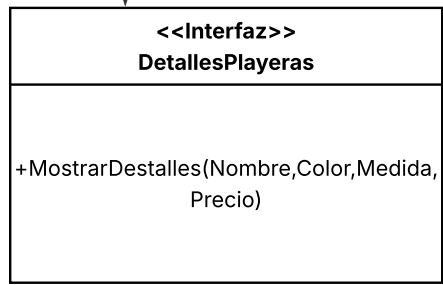 <<Interfaz>>
DetallesPlayeras
+MostrarDestalles(Nombre,Color,Medida,
Precio)